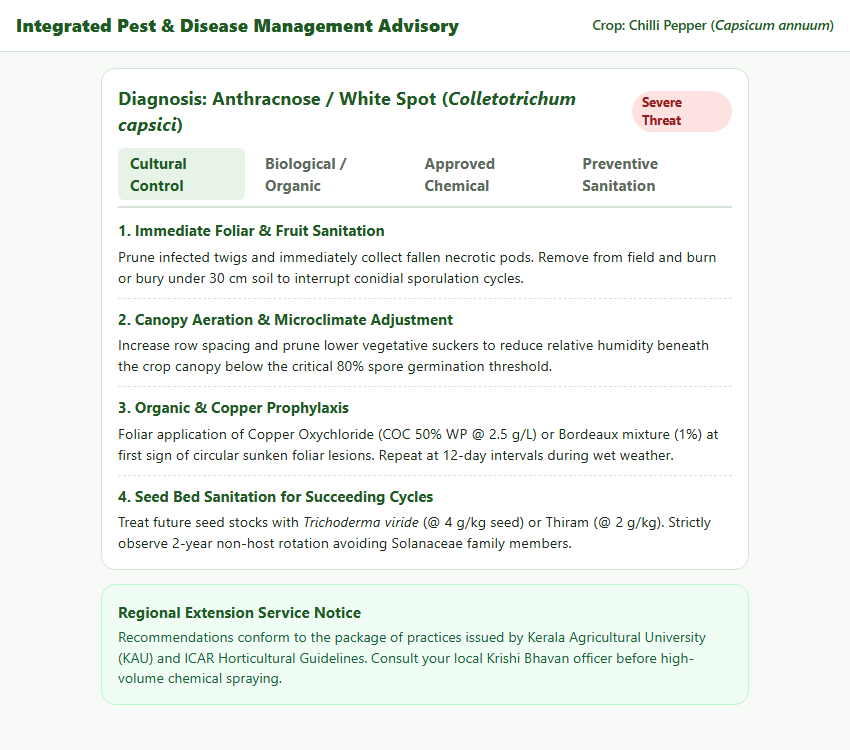 Integrated Pest & Disease Management Advisory
Crop: Chilli Pepper (Capsicum annuum)
Diagnosis: Anthracnose / White Spot (Colletotrichum
capsici)
Severe
Threat
Cultural
Control
Biological /
Organic
Approved
Chemical
Preventive
Sanitation
1. Immediate Foliar & Fruit Sanitation
Prune infected twigs and immediately collect fallen necrotic pods. Remove from field and burn
or bury under 30 cm soil to interrupt conidial sporulation cycles.
2. Canopy Aeration & Microclimate Adjustment
Increase row spacing and prune lower vegetative suckers to reduce relative humidity beneath
the crop canopy below the critical 80% spore germination threshold.
3. Organic & Copper Prophylaxis
Foliar application of Copper Oxychloride (COC 50% WP @ 2.5 g/L) or Bordeaux mixture (1%) at
first sign of circular sunken foliar lesions. Repeat at 12-day intervals during wet weather.
4. Seed Bed Sanitation for Succeeding Cycles
Treat future seed stocks with Trichoderma viride (@ 4 g/kg seed) or Thiram (@ 2 g/kg). Strictly
observe 2-year non-host rotation avoiding Solanaceae family members.
Regional Extension Service Notice
Recommendations conform to the package of practices issued by Kerala Agricultural University
(KAU) and ICAR Horticultural Guidelines. Consult your local Krishi Bhavan officer before high-
volume chemical spraying.